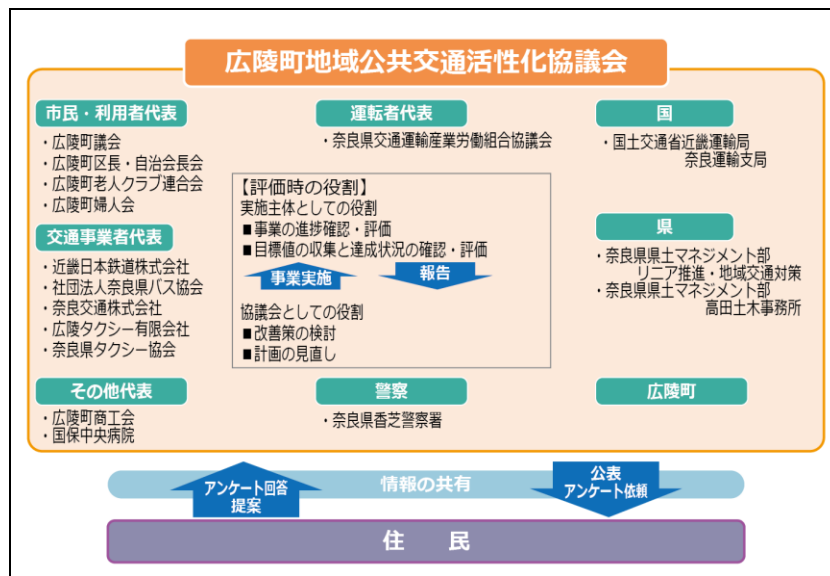 広陵町地域公共交通活性化協議会
市民・利用者代表
・広陵町議会
・広陵町区長・自治会長会
・広陵町老人クラブ連合会
・広陵町婦人会
交通事業者代表
・近畿日本鉄道株式会社
・社団法人奈良県バス協会
・奈良交通株式会社
・広陵タクシー有限会社
・奈良県タクシー協会
その他代表
・広陵町商工会
・国保中央病院
運転者代表
・奈良県交通運輸産業労働組合協議会
【評価時の役割】
実施主体としての役割
■事業の進捗確認・評価
■目標値の収集と達成状況の確認・評価
事業実施
報告
協議会としての役割
■改善策の検討
■計画の見直し
警察
・奈良県香芝警察署
国
・国土交通省近畿運輸局
奈良運輸支局
県
・奈良県県土マネジメント部
リニア推進・地域交通対策
・奈良県県土マネジメント部
高田土木事務所
広陵町
アンケート回答
提案
情報の共有
公表
アンケート依頼
住 民